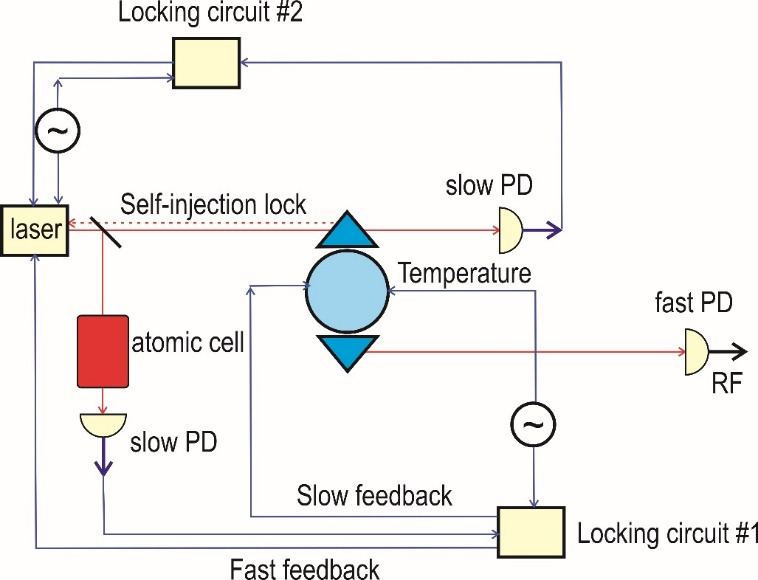 Locking circuit #2
~
slow PD
Self-injection lock
laser
Temperature
fast PD
atomic cell
RF
~
slow PD
Slow feedback
Locking circuit #1
Fast feedback